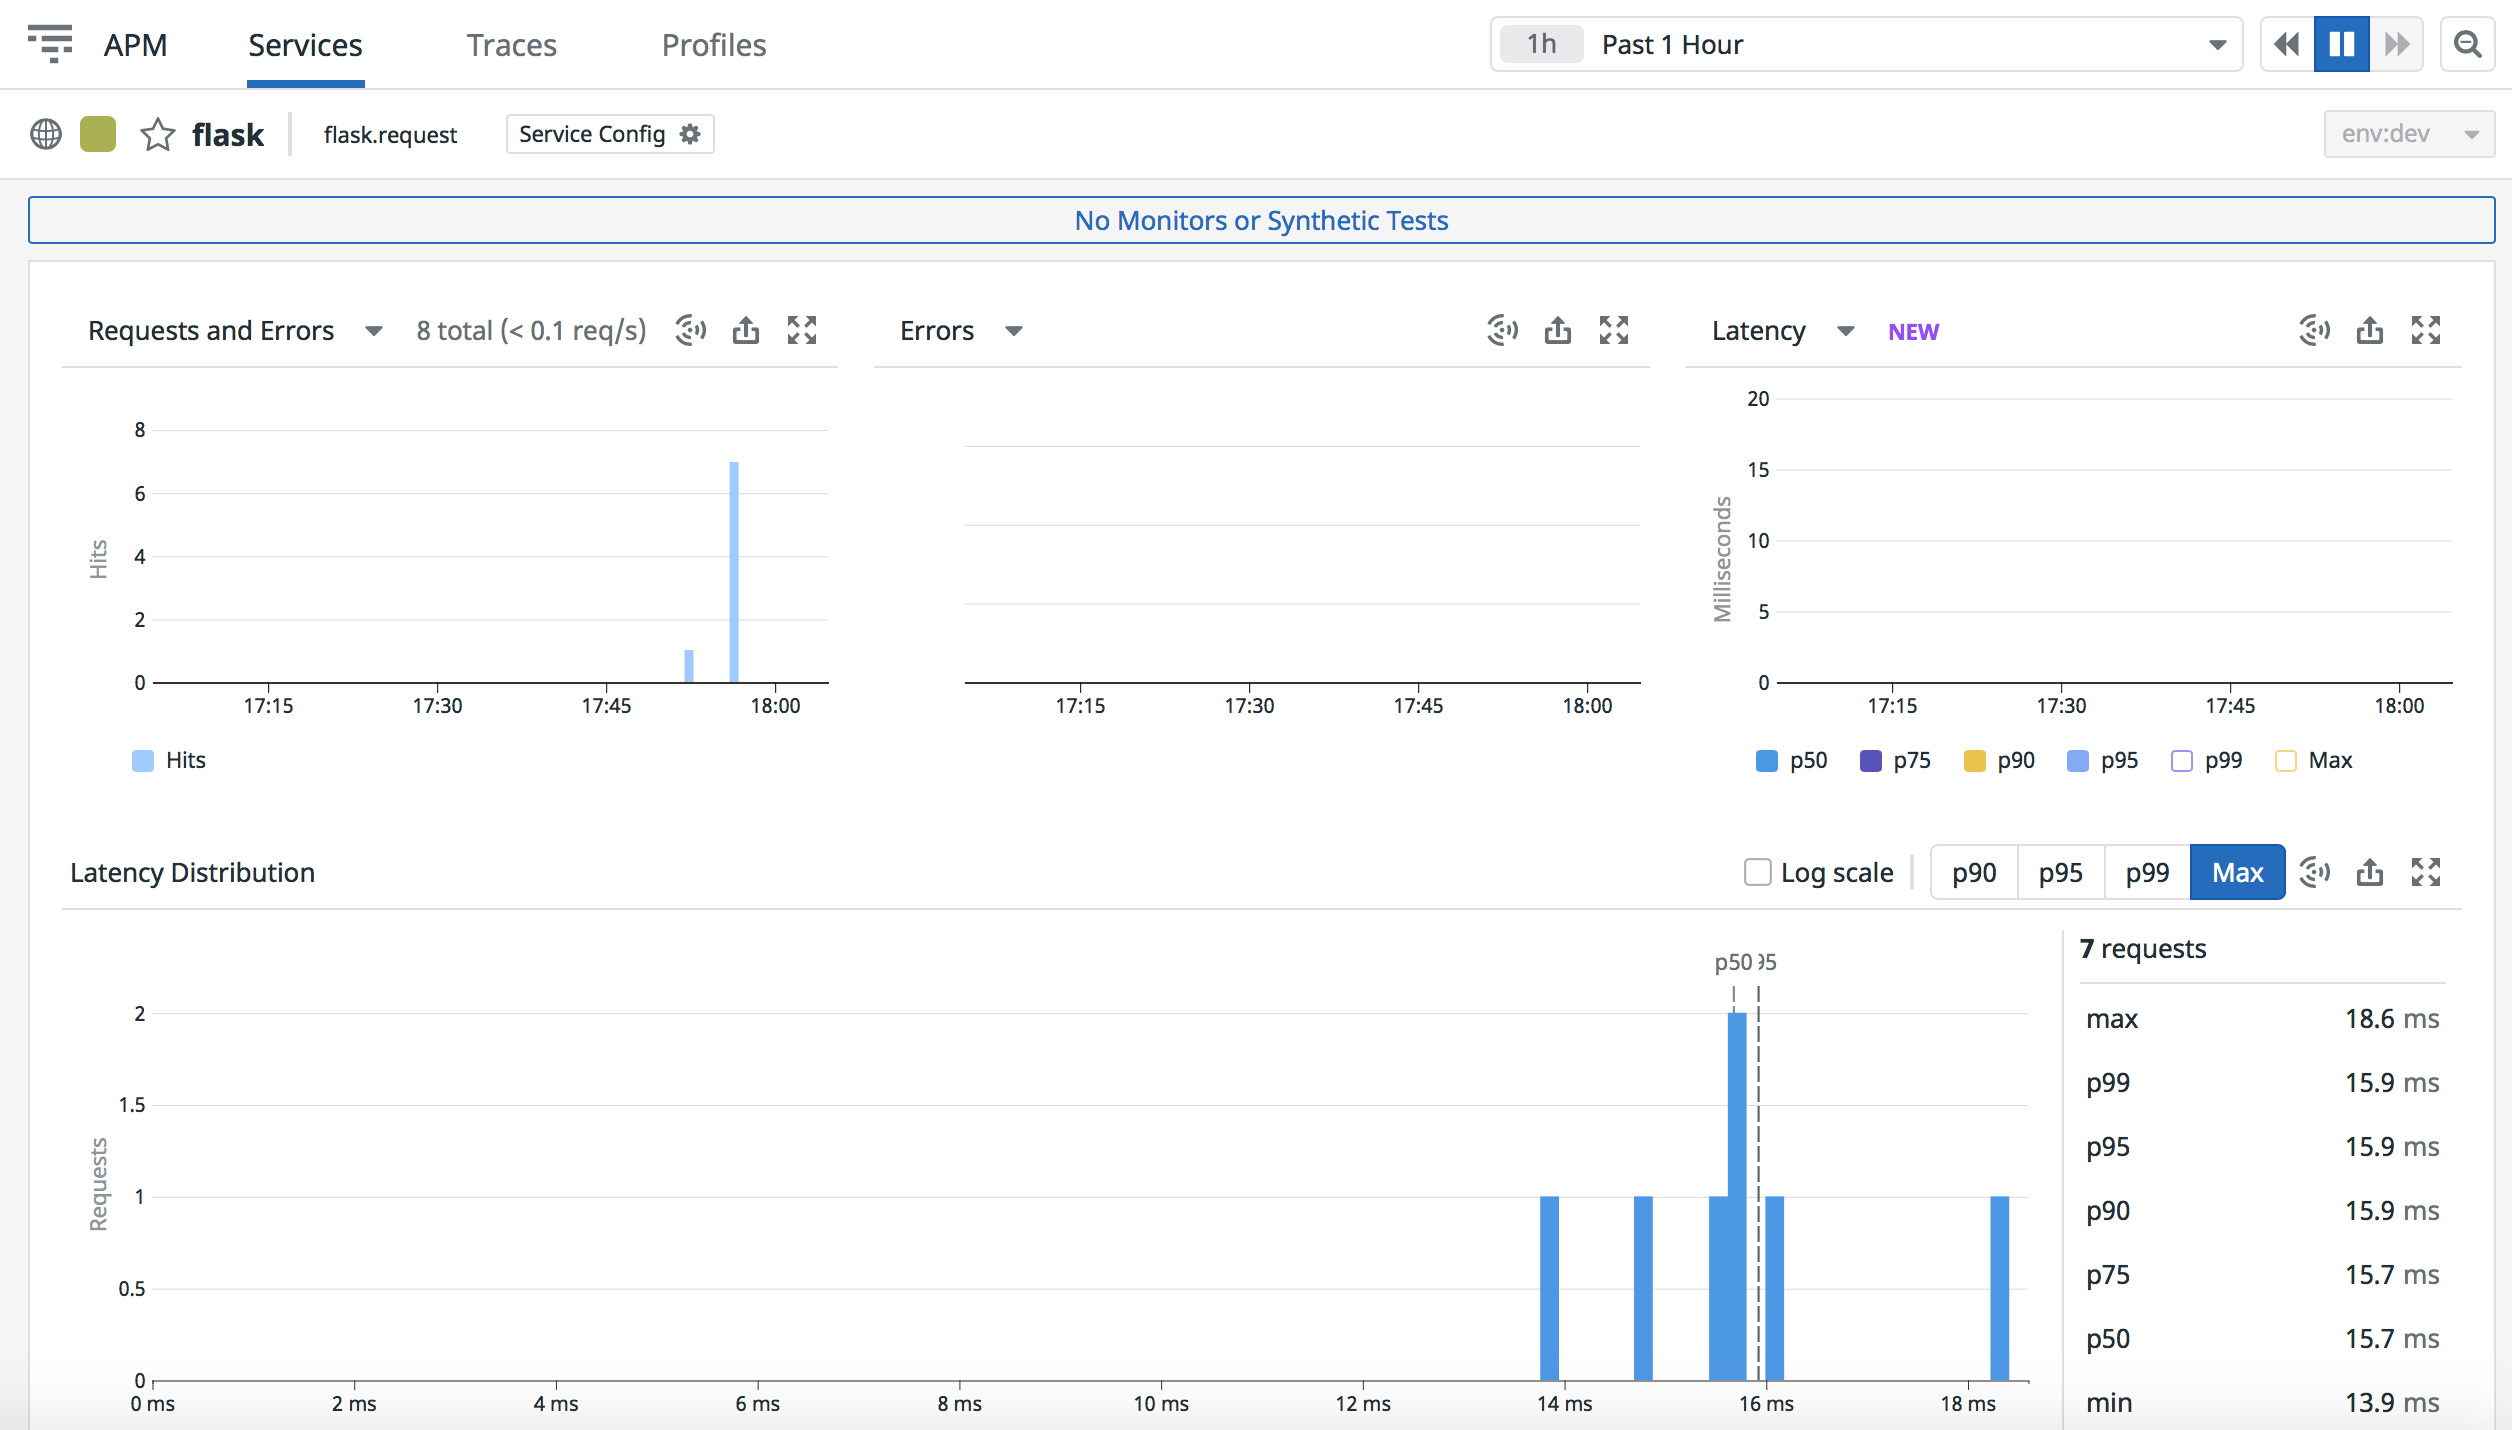 APM Services Traces Profiles 1h Past 1 Hour
flask flask.request Service Config env:dev
No Monitors or Synthetic Tests
Requests and Errors 8 total (< 0.1 req/s)
Hits
8
6
4
2
0
17:15 17:30 17:45 18:00
Hits
Errors
17:15 17:30 17:45 18:00
Latency NEW
Milliseconds
20
15
10
5
0
17:15 17:30 17:45 18:00
p50 p75 p90 p95 p99 Max
Latency Distribution Log scale p90 p95 p99 Max
p50 95
Requests
2
1.5
1
0.5
0
0 ms 2 ms 4 ms 6 ms 8 ms 10 ms 12 ms 14 ms 16 ms 18 ms
7 requests
max 18.6 ms
p99 15.9 ms
p95 15.9 ms
p90 15.9 ms
p75 15.7 ms
p50 15.7 ms
min 13.9 ms